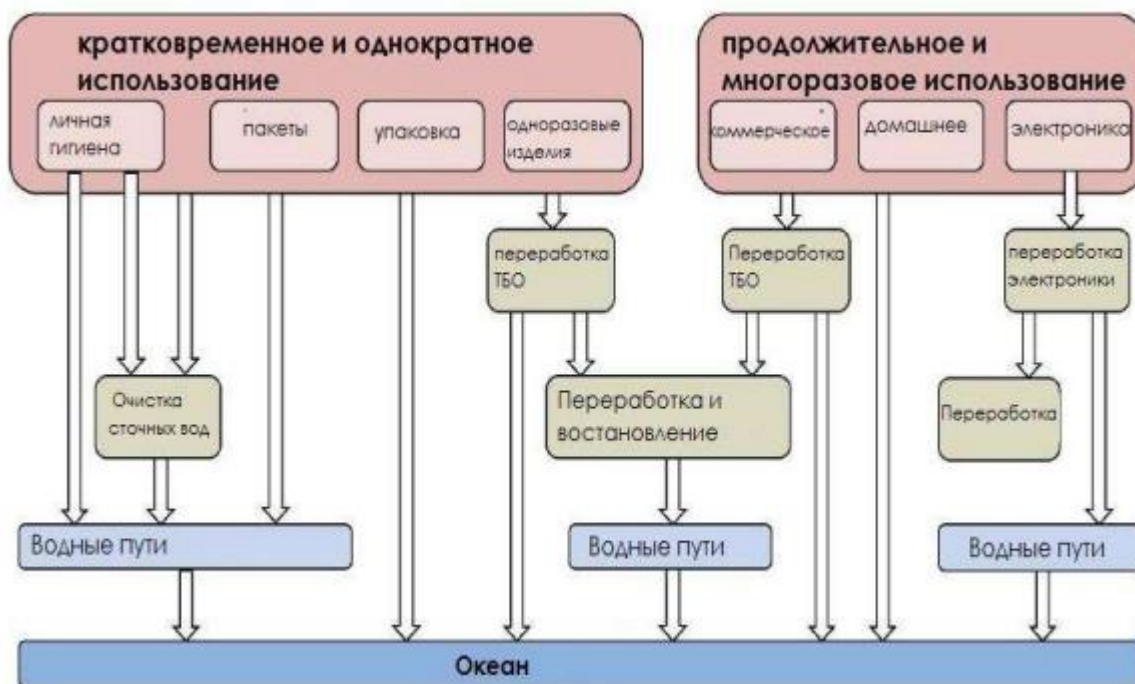 кратковременное и однократное
использование
продолжительное и
многоразовое использование
личная
гигиена
пакеты
упаковка
одноразовые
изделия
коммерческое
домашнее
электроника
переработка
ТБО
Переработка
ТБО
переработка
электроники
Очистка
сточных вод
Переработка и
востановление
Переработка
Водные пути
Водные пути
Водные пути
Океан